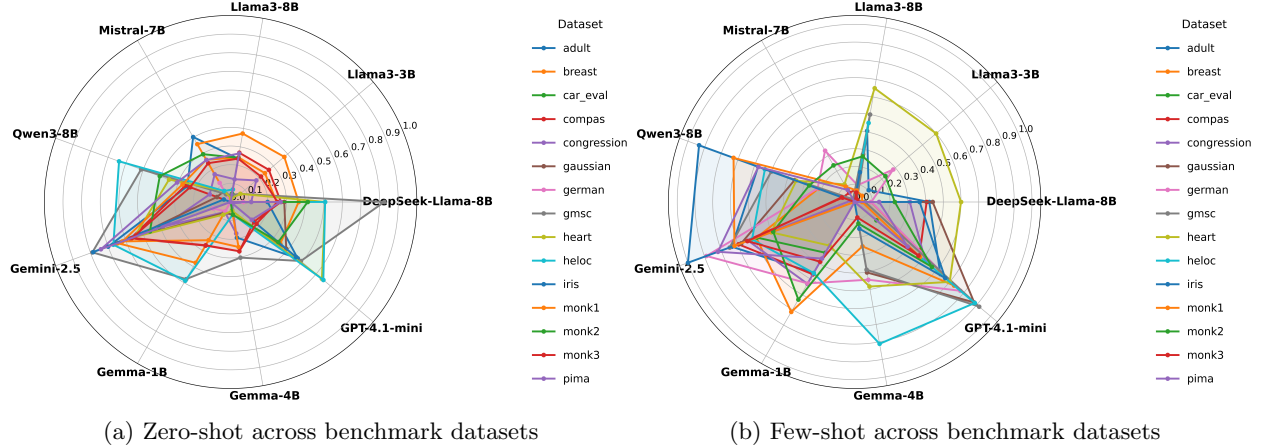 Llama3-8B
Mistral-7B
Llama3-3B
Qwen3-8B
DeepSeek-Llama-8B
Gemini-2.5
GPT-4.1-mini
Gemma-1B
Gemma-4B
0.0
0.1
0.2
0.3
0.4
0.5
0.6
0.7
0.8
0.9
1.0
Dataset
adult
breast
car_eval
compas
congression
gaussian
german
gmsc
heart
heloc
iris
monk1
monk2
monk3
pima
(a) Zero-shot across benchmark datasets
Llama3-8B
Mistral-7B
Llama3-3B
Qwen3-8B
DeepSeek-Llama-8B
Gemini-2.5
GPT-4.1-mini
Gemma-1B
Gemma-4B
0.1
0.2
0.3
0.4
0.5
0.6
0.7
0.8
0.9
1.0
Dataset
adult
breast
car_eval
compas
congression
gaussian
german
gmsc
heart
heloc
iris
monk1
monk2
monk3
pima
(b) Few-shot across benchmark datasets